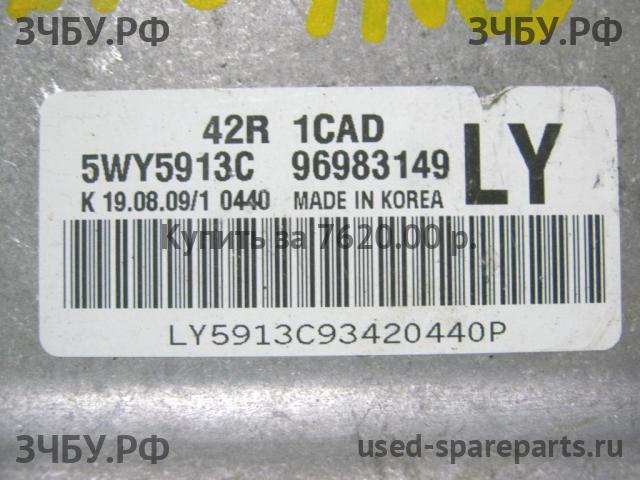 ЗЧБУ.РФ
ЗЧБУ.РФ
42R 1CAD
5WY5913C 96983149
LY
K 19.08.09/1 0440 MADE IN KOREA
Купить за 7620.00 р.
LY5913C93420440P
ЗЧБУ.РФ
used-spareparts.ru